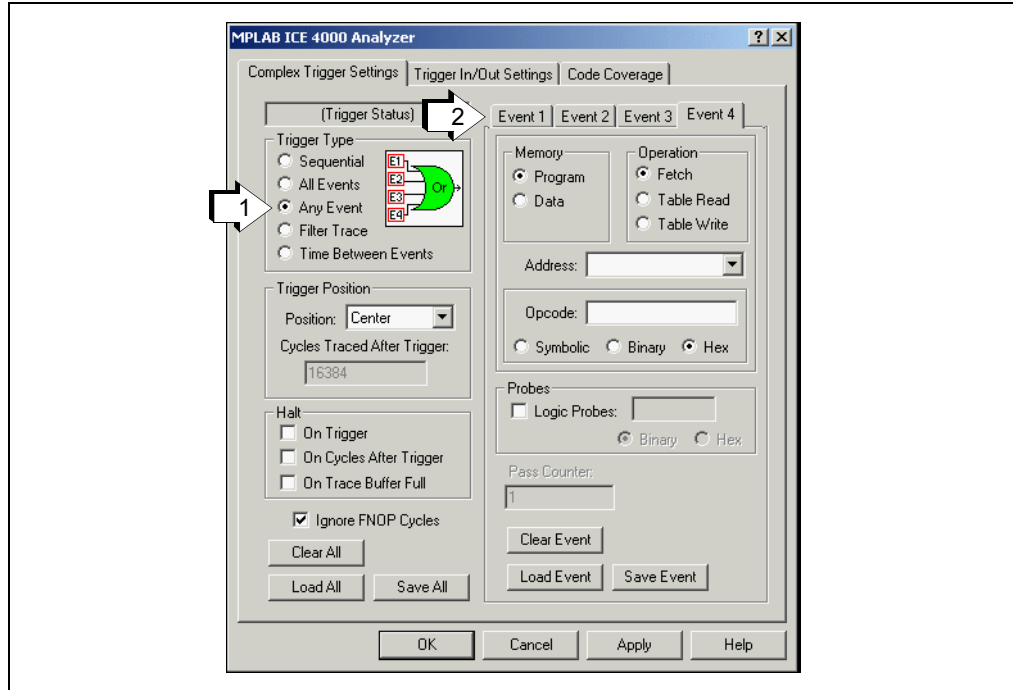 MPLAB ICE 4000 Analyzer
Complex Trigger Settings Trigger In/Out Settings Code Coverage
(Trigger Status)
2
Event 1 Event 2 Event 3 Event 4
Trigger Type
Sequential
All Events
1
Any Event
Filter Trace
Time Between Events
E1
E2
E3
E4
Or
Trigger Position
Position: Center
Cycles Traced After Trigger:
16384
Halt
On Trigger
On Cycles After Trigger
On Trace Buffer Full
Ignore FNOP Cycles
Clear All
Load All Save All
Memory
Program
Data
Operation
Fetch
Table Read
Table Write
Address:
Opcode:
Symbolic Binary Hex
Probes
Logic Probes:
Binary Hex
Pass Counter:
1
Clear Event
Load Event Save Event
OK Cancel Apply Help